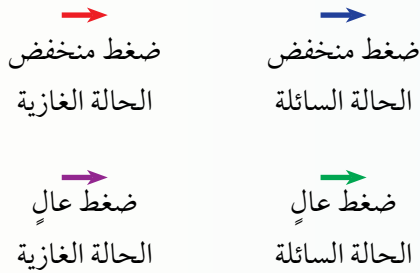 ضغط منخفض
الحالة السائلة
ضغط منخفض
الحالة الغازية
ضغط عالٍ
الحالة السائلة
ضغط عالٍ
الحالة الغازية